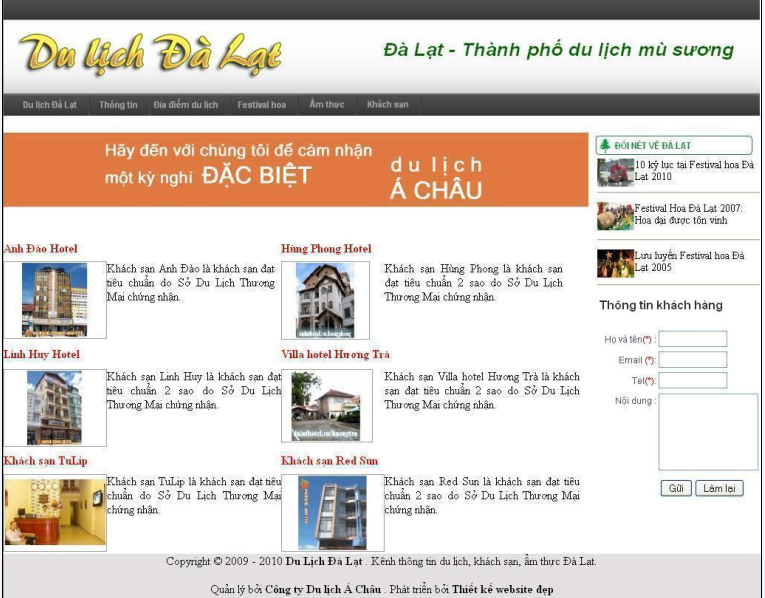 Du lịch Đà Lạt
Đà Lạt - Thành phố du lịch mù sương
Du lịch Đà Lạt Thông tin Địa điểm du lịch Festival hoa Ẩm thực Khách sạn
Hãy đến với chúng tôi để cảm nhận
một kỳ nghỉ ĐẶC BIỆT
du lịch
Á CHÂU
ĐÔI NÉT VỀ ĐÀ LẠT
10 kỷ lục tại Festival hoa Đà
Lạt 2010
Festival Hoa Đà Lạt 2007:
Hoa dại được tôn vinh
Lưu luyến Festival hoa Đà
Lạt 2005
Anh Đào Hotel
Khách sạn Anh Đào là khách sạn đạt
tiêu chuẩn do Sở Du Lịch Thương
Mại chứng nhận.
Hùng Phong Hotel
Khách sạn Hùng Phong là khách sạn
đạt tiêu chuẩn 2 sao do Sở Du Lịch
Thương Mại chứng nhận.
Linh Huy Hotel
Khách sạn Linh Huy là khách sạn đạt
tiêu chuẩn 2 sao do Sở Du Lịch
Thương Mại chứng nhận.
Villa hotel Hương Trà
Khách sạn Villa hotel Hương Trà là khách
sạn đạt tiêu chuẩn 2 sao do Sở Du Lịch
Thương Mại chứng nhận.
Khách sạn TuLip
Khách sạn TuLip là khách sạn đạt tiêu
chuẩn do Sở Du Lịch Thương Mại
chứng nhận.
Khách sạn Red Sun
Khách sạn Red Sun là khách sạn đạt tiêu
chuẩn 2 sao do Sở Du Lịch Thương Mại
chứng nhận.
Thông tin khách hàng
Họ và tên(*) :
Email (*):
Tel(*):
Nội dung :
Gửi Làm lại
Copyright © 2009 - 2010 Du Lịch Đà Lạt . Kênh thông tin du lịch, khách sạn, ẩm thực Đà Lạt.
Quản lý bởi Công ty Du lịch Á Châu . Phát triển bởi Thiết kế website đẹp